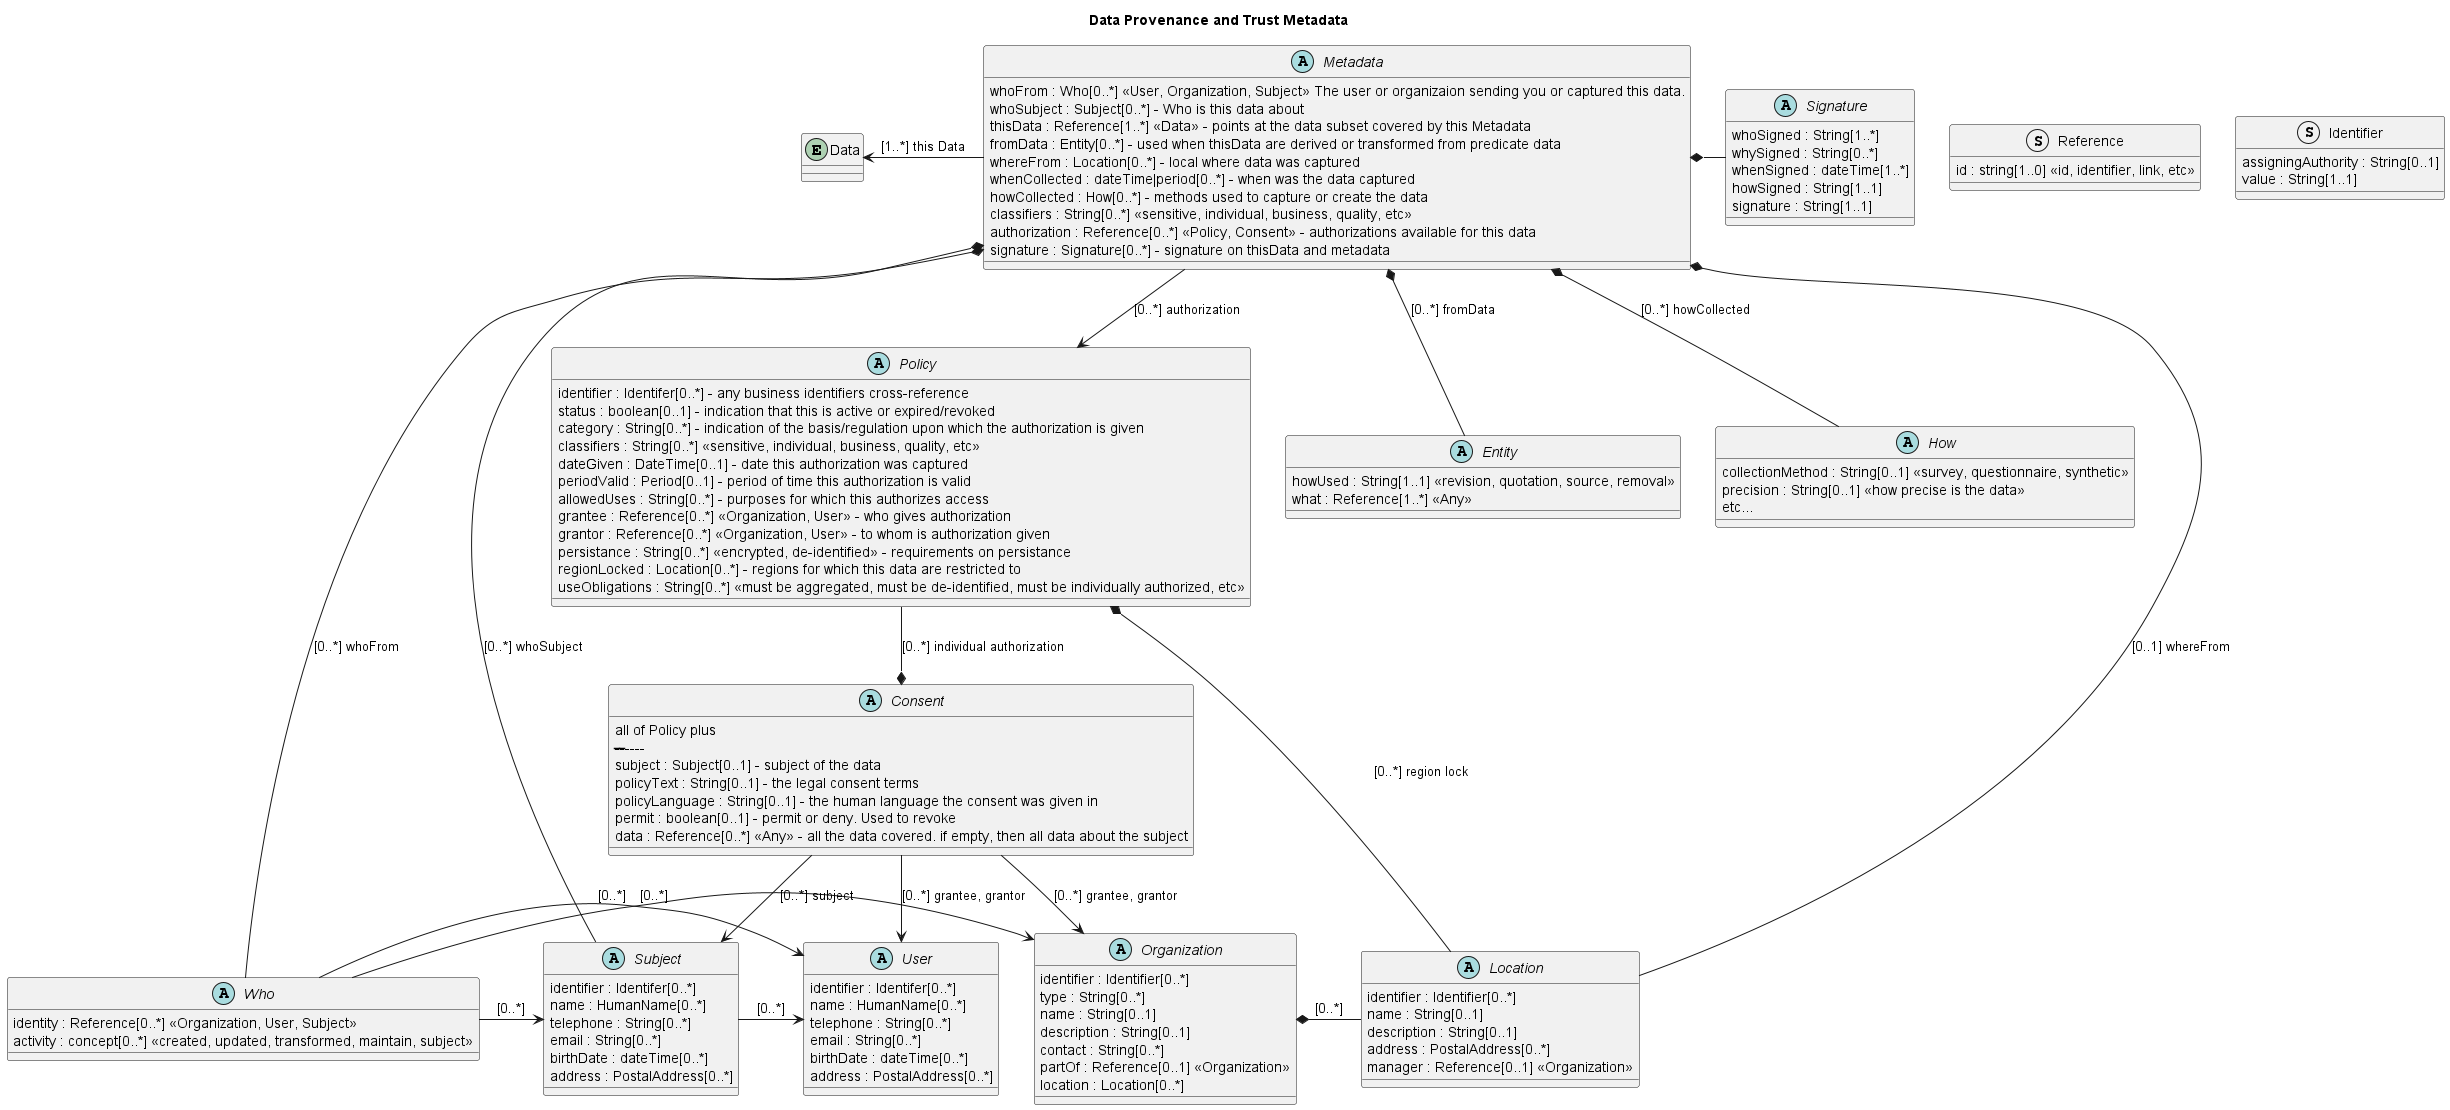 Data Provenance and Trust Metadata
A Metadata
whoFrom : Who[0..*] «User, Organization, Subject» The user or organizaion sending you or captured this data.
whoSubject : Subject[0..*] - Who is this data about
thisData : Reference[1..*] «Data» - points at the data subset covered by this Metadata
fromData : Entity[0..*] - used when thisData are derived or transformed from predicate data
whereFrom : Location[0..*] - local where data was captured
whenCollected : dateTime|period[0..*] - when was the data captured
howCollected : How[0..*] - methods used to capture or create the data
classifiers : String[0..*] «sensitive, individual, business, quality, etc»
authorization : Reference[0..*] «Policy, Consent» - authorizations available for this data
signature : Signature[0..*] - signature on thisData and metadata
E Data
[1..*] this Data
A Signature
whoSigned : String[1..*]
whySigned : String[0..*]
whenSigned : dateTime[1..*]
howSigned : String[1..1]
signature : String[1..1]
S Reference
id : string[1..0] «id, identifier, link, etc»
S Identifier
assigningAuthority : String[0..1]
value : String[1..1]
[0..*] authorization
[0..*] fromData
[0..*] howCollected
A Policy
identifier : Identifer[0..*] - any business identifiers cross-reference
status : boolean[0..1] - indication that this is active or expired/revoked
category : String[0..*] - indication of the basis/regulation upon which the authorization is given
classifiers : String[0..*] «sensitive, individual, business, quality, etc»
dateGiven : DateTime[0..1] - date this authorization was captured
periodValid : Period[0..1] - period of time this authorization is valid
allowedUses : String[0..*] - purposes for which this authorizes access
grantee : Reference[0..*] «Organization, User» - who gives authorization
grantor : Reference[0..*] «Organization, User» - to whom is authorization given
persistance : String[0..*] «encrypted, de-identified» - requirements on persistance
regionLocked : Location[0..*] - regions for which this data are restricted to
useObligations : String[0..*] «must be aggregated, must be de-identified, must be individually authorized, etc»
A Entity
howUsed : String[1..1] «revision, quotation, source, removal»
what : Reference[1..*] «Any»
A How
collectionMethod : String[0..1] «survey, questionnaire, synthetic»
precision : String[0..1] «how precise is the data»
etc...
[0..*] whoFrom
[0..*] whoSubject
[0..*] individual authorization
[0..1] whereFrom
A Consent
all of Policy plus
----
subject : Subject[0..1] - subject of the data
policyText : String[0..1] - the legal consent terms
policyLanguage : String[0..1] - the human language the consent was given in
permit : boolean[0..1] - permit or deny. Used to revoke
data : Reference[0..*] «Any» - all the data covered. if empty, then all data about the subject
[0..*] region lock
[0..*]
[0..*]
[0..*] subject
[0..*] grantee, grantor
[0..*] grantee, grantor
A Who
identity : Reference[0..*] «Organization, User, Subject»
activity : concept[0..*] «created, updated, transformed, maintain, subject»
[0..*]
A Subject
identifier : Identifer[0..*]
name : HumanName[0..*]
telephone : String[0..*]
email : String[0..*]
birthDate : dateTime[0..*]
address : PostalAddress[0..*]
[0..*]
A User
identifier : Identifer[0..*]
name : HumanName[0..*]
telephone : String[0..*]
email : String[0..*]
birthDate : dateTime[0..*]
address : PostalAddress[0..*]
A Organization
identifier : Identifier[0..*]
type : String[0..*]
name : String[0..1]
description : String[0..1]
contact : String[0..*]
partOf : Reference[0..1] «Organization»
location : Location[0..*]
[0..*]
A Location
identifier : Identifier[0..*]
name : String[0..1]
description : String[0..1]
address : PostalAddress[0..*]
manager : Reference[0..1] «Organization»